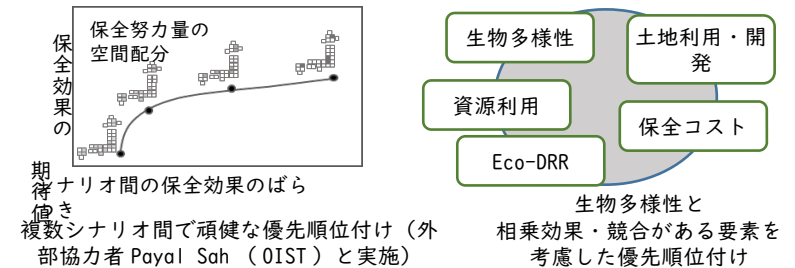 保全努力量の
空間配分
保全効果の期待値
シナリオ間の保全効果のばら
つき
複数シナリオ間で頑健な優先順位付け（外
部協力者 Payal Sah （OIST）と実施）
生物多様性
土地利用・開
発
資源利用
保全コスト
Eco-DRR
生物多様性と
相乗効果・競合がある要素を
考慮した優先順位付け